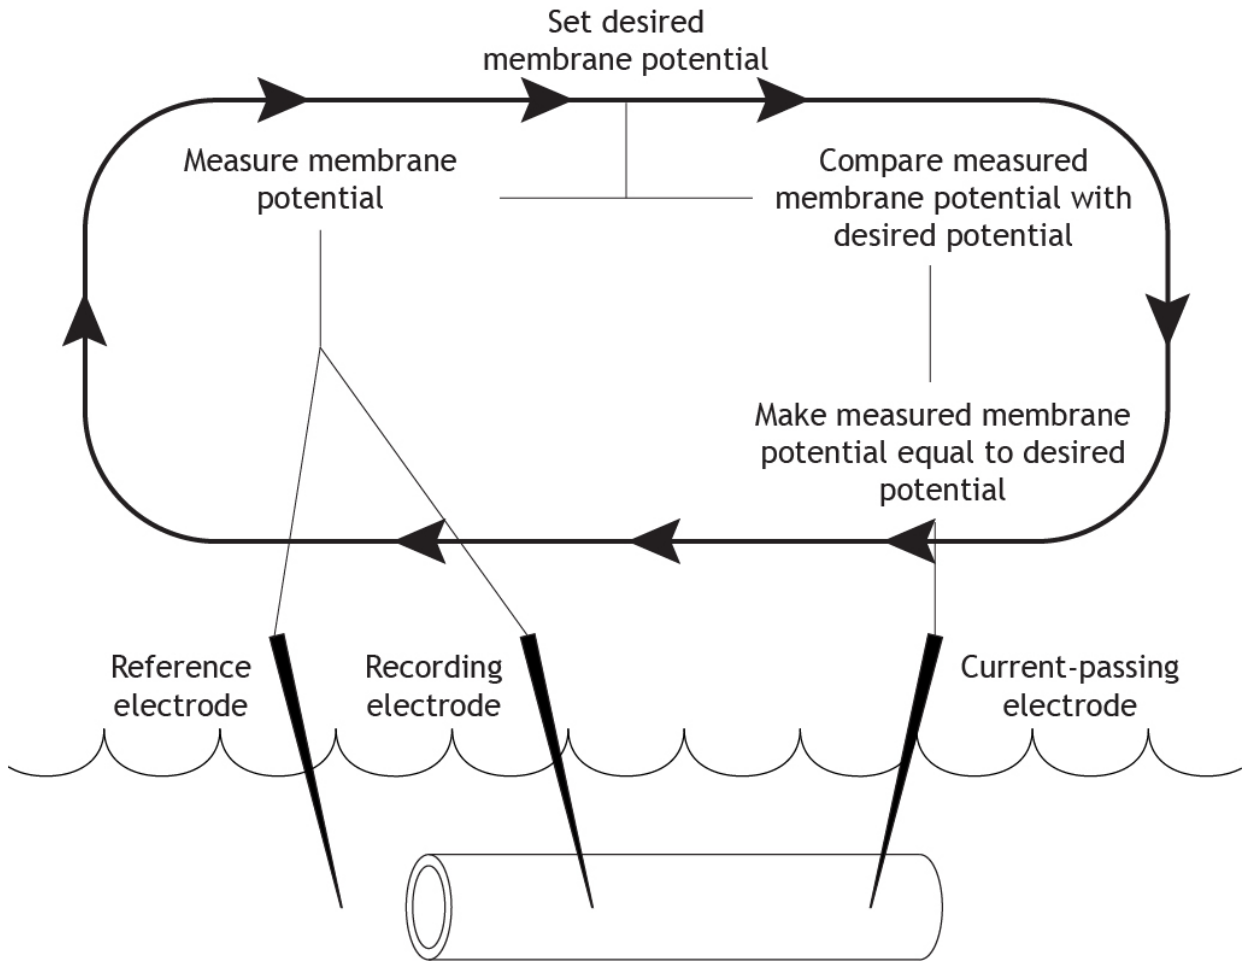 Set desired
membrane potential
Measure membrane
potential
Compare measured
membrane potential with
desired potential
Make measured membrane
potential equal to desired
potential
Reference
electrode
Recording
electrode
Current-passing
electrode